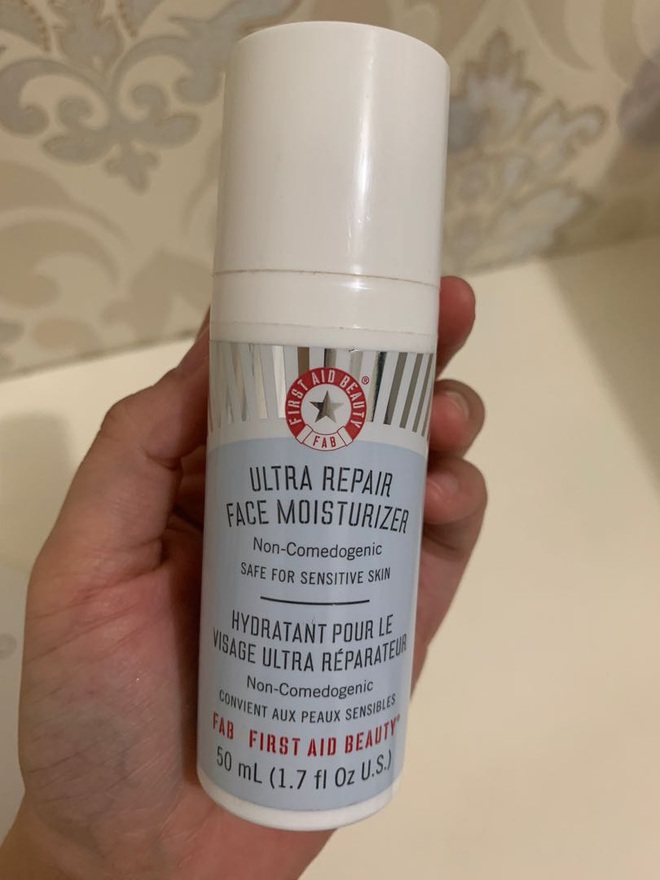 FIRST AID BEAUTY ®
FAB
ULTRA REPAIR
FACE MOISTURIZER
Non-Comedogenic
SAFE FOR SENSITIVE SKIN
HYDRATANT POUR LE
VISAGE ULTRA RÉPARATEUR
Non-Comedogenic
CONVIENT AUX PEAUX SENSIBLES
FAB FIRST AID BEAUTY®
50 mL (1.7 fl Oz U.S.)